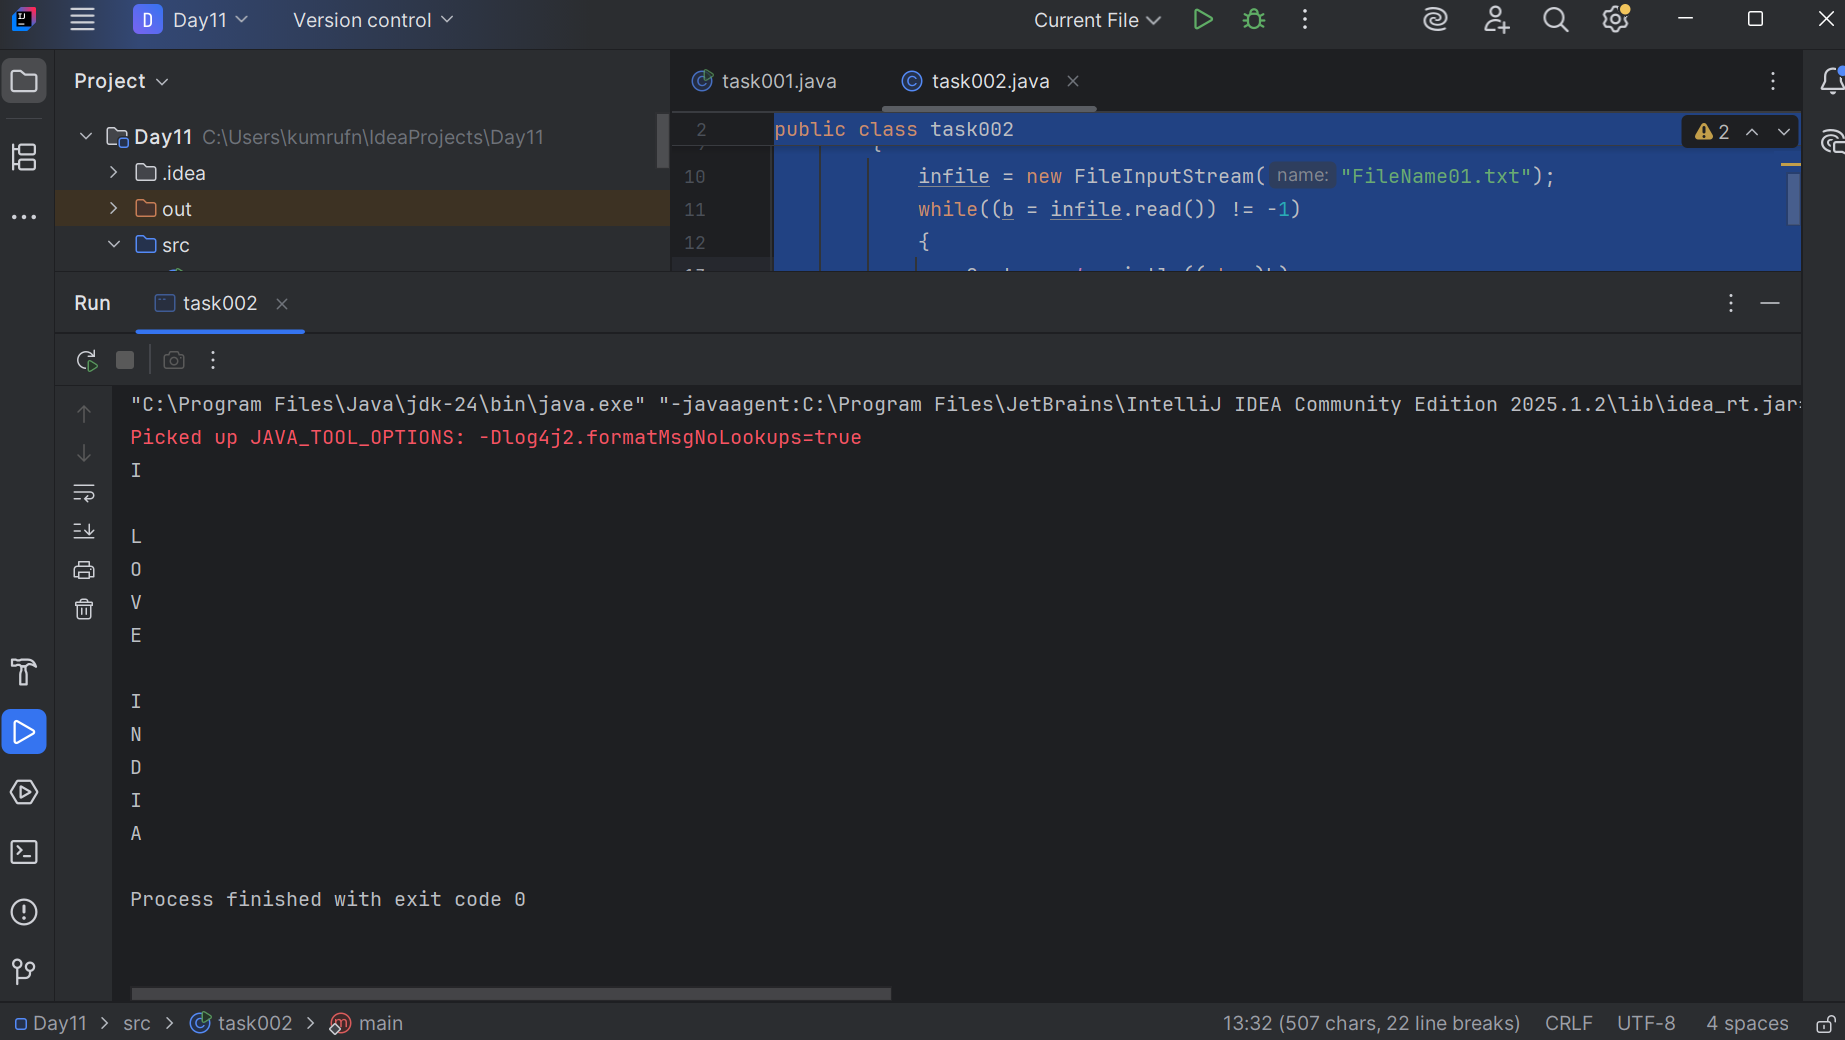 D Day11 Version control Current File
Project
task001.java task002.java
Day11 C:\Users\kumrufn\IdeaProjects\Day11
.idea
out
src
2 public class task002
2
10 infile = new FileInputStream( name: "FileName01.txt");
11 while((b = infile.read()) != -1)
12 {
Run task002
"C:\Program Files\Java\jdk-24\bin\java.exe" "-javaagent:C:\Program Files\JetBrains\IntelliJ IDEA Community Edition 2025.1.2\lib\idea_rt.jar=
Picked up JAVA_TOOL_OPTIONS: -Dlog4j2.formatMsgNoLookups=true
I
L
O
V
E
I
N
D
I
A
Process finished with exit code 0
Day11 > src > task002 > main 13:32 (507 chars, 22 line breaks) CRLF UTF-8 4 spaces